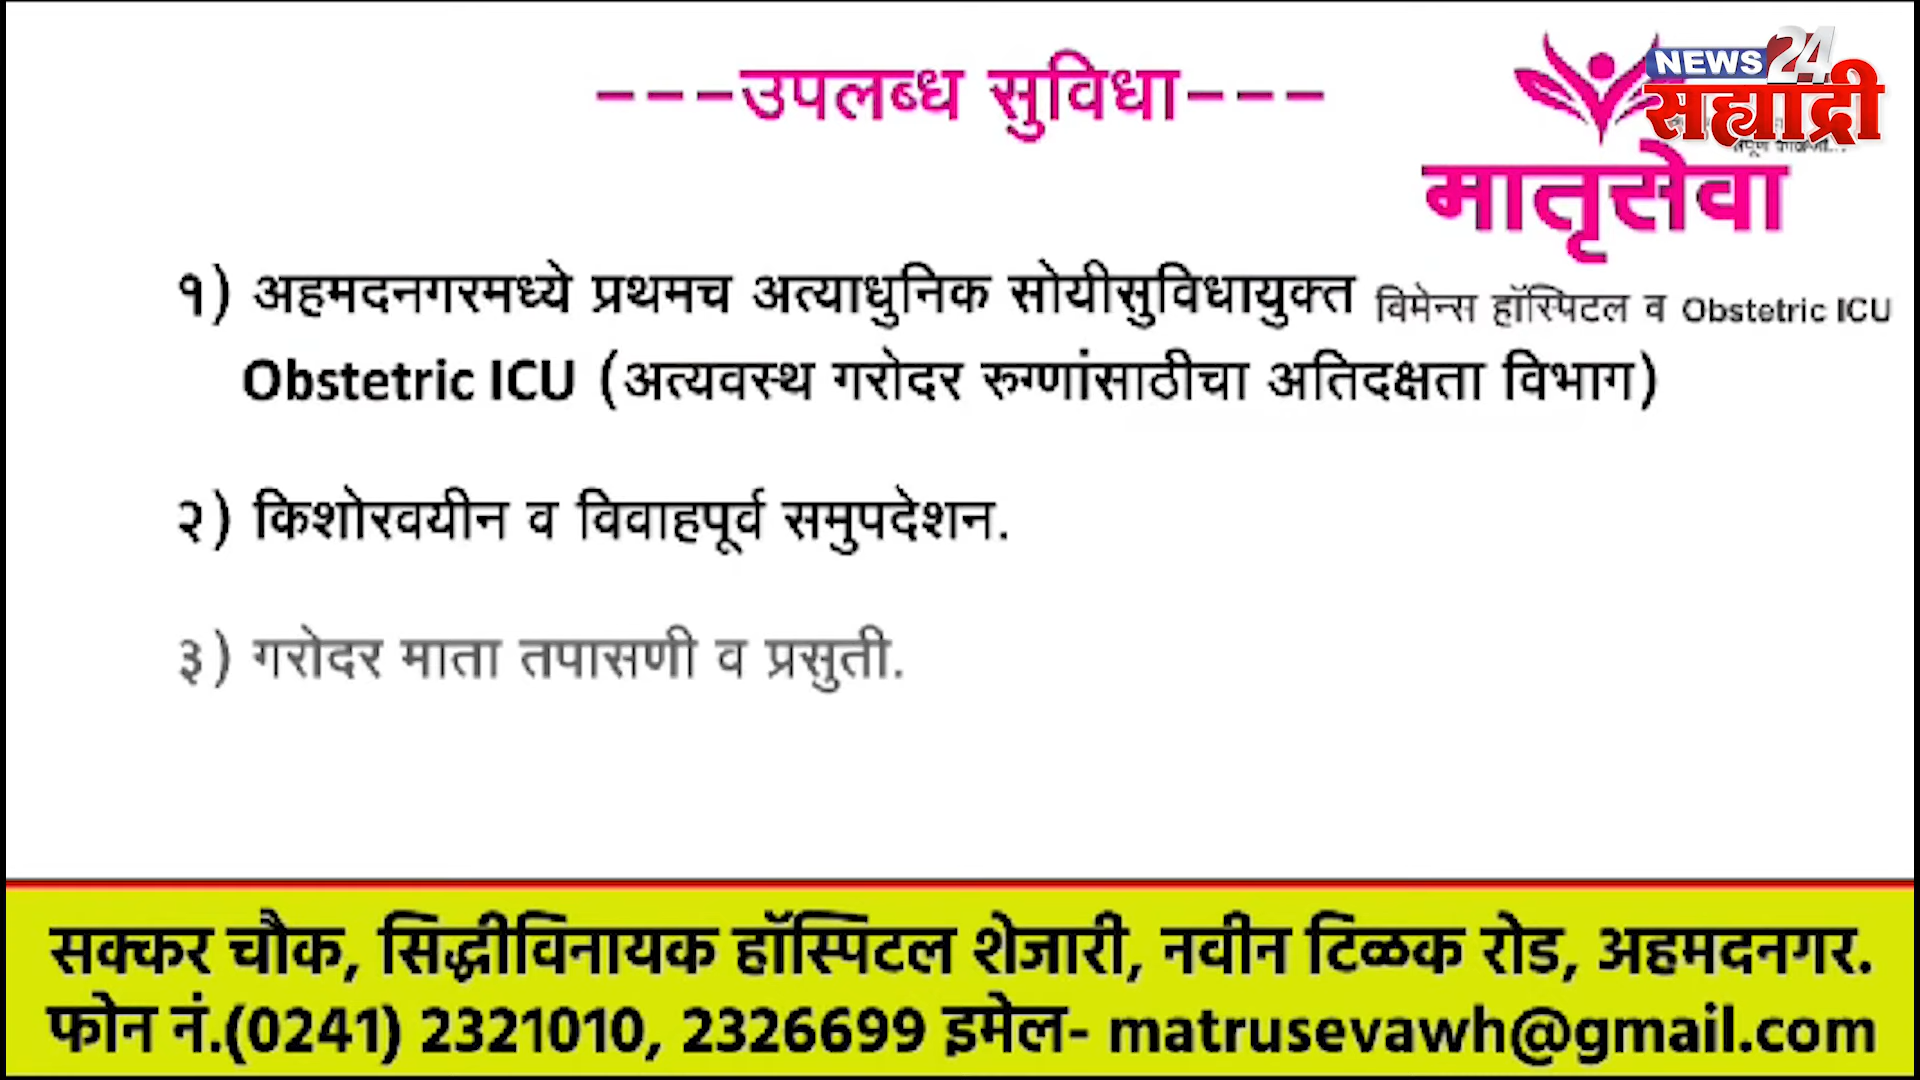 ---उपलब्ध सुविधा---
NEWS 24
सह्याद्री
मातृसेवा
विमेन्स हॉस्पिटल व Obstetric ICU
१) अहमदनगरमध्ये प्रथमच अत्याधुनिक सोयीसुविधायुक्त
Obstetric ICU (अत्यवस्थ गरोदर रुग्णांसाठीचा अतिदक्षता विभाग)
२) किशोरवयीन व विवाहपूर्व समुपदेशन.
३) गरोदर माता तपासणी व प्रसुती.
सक्कर चौक, सिद्धीविनायक हॉस्पिटल शेजारी, नवीन टिळक रोड, अहमदनगर.
फोन नं.(0241) 2321010, 2326699 इमेल- matrusevawh@gmail.com